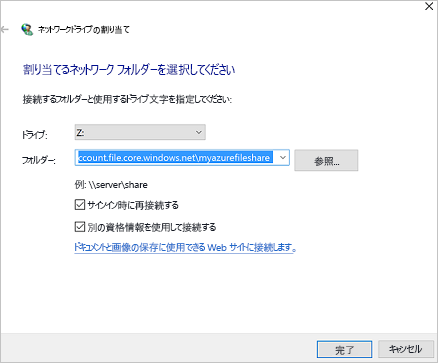 ネットワークドライブの割り当て
割り当てるネットワーク フォルダーを選択してください
接続するフォルダーと使用するドライブ文字を指定してください:
ドライブ: Z:
フォルダー: ccount.file.core.windows.net\myazurefileshare 参照...
例: \\server\share
サインイン時に再接続する
別の資格情報を使用して接続する
ドキュメントと画像の保存に使用できる Web サイトに接続します。
完了 キャンセル